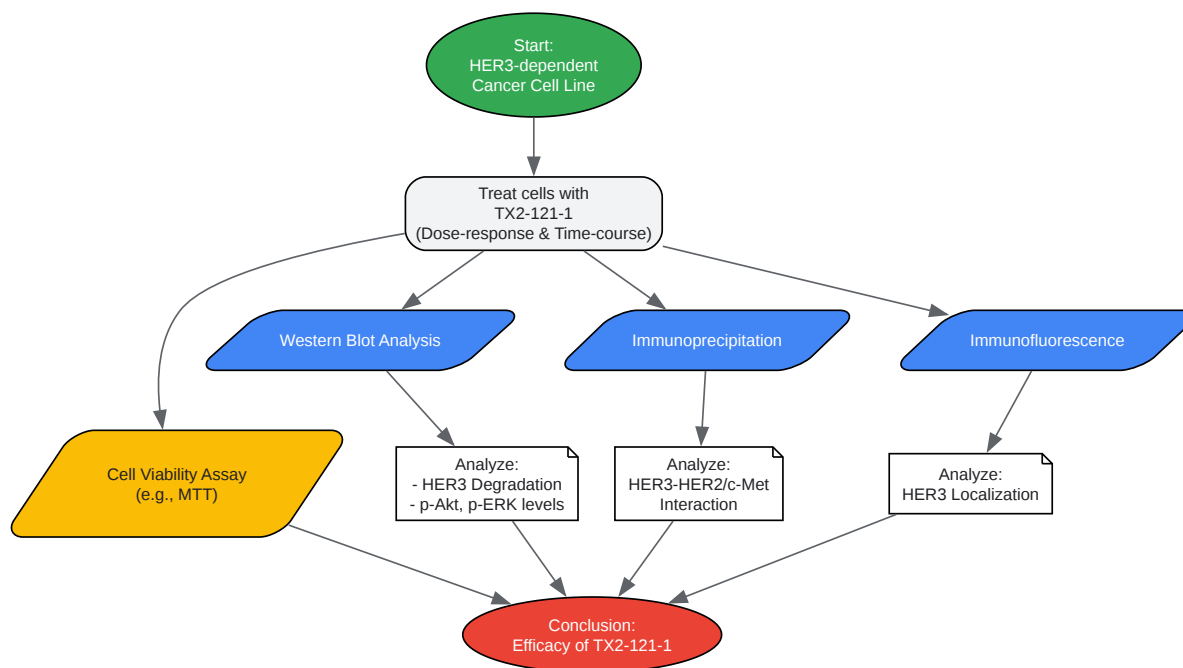 Start:
HER3-dependent
Cancer Cell Line
Treat cells with
TX2-121-1
(Dose-response & Time-course)
Western Blot Analysis
Immunoprecipitation
Immunofluorescence
Cell Viability Assay
(e.g., MTT)
Analyze:
- HER3 Degradation
- p-Akt, p-ERK levels
Analyze:
HER3-HER2/c-Met
Interaction
Analyze:
HER3 Localization
Conclusion:
Efficacy of TX2-121-1